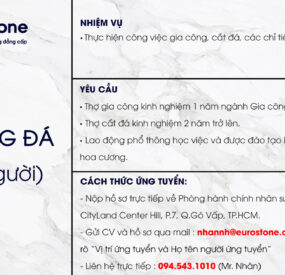 stone
g đẳng cấp
NG ĐÁ
gười)
NHIỆM VỤ
- Thực hiện công việc gia công, cắt đá, các chi tiế
YÊU CẦU
- Thợ gia công kinh nghiệm 1 năm ngành Gia công
- Thợ cắt đá kinh nghiệm 2 năm trở lên.
- Lao động phổ thông học việc và được đào tạo l
hoa cương.
CÁCH THỨC ỨNG TUYỂN:
- Nộp hồ sơ trực tiếp về Phòng hành chính nhân sự
CityLand Center Hill, P.7, Q.Gò Vấp, TP.HCM.
- Gửi CV và hồ sơ qua mail : nhannh@eurostone.c
rõ "Vị trí ứng tuyển và Họ tên người ứng tuyển"
- Liên hệ trực tiếp : 094.543.1010 (Mr. Nhân)